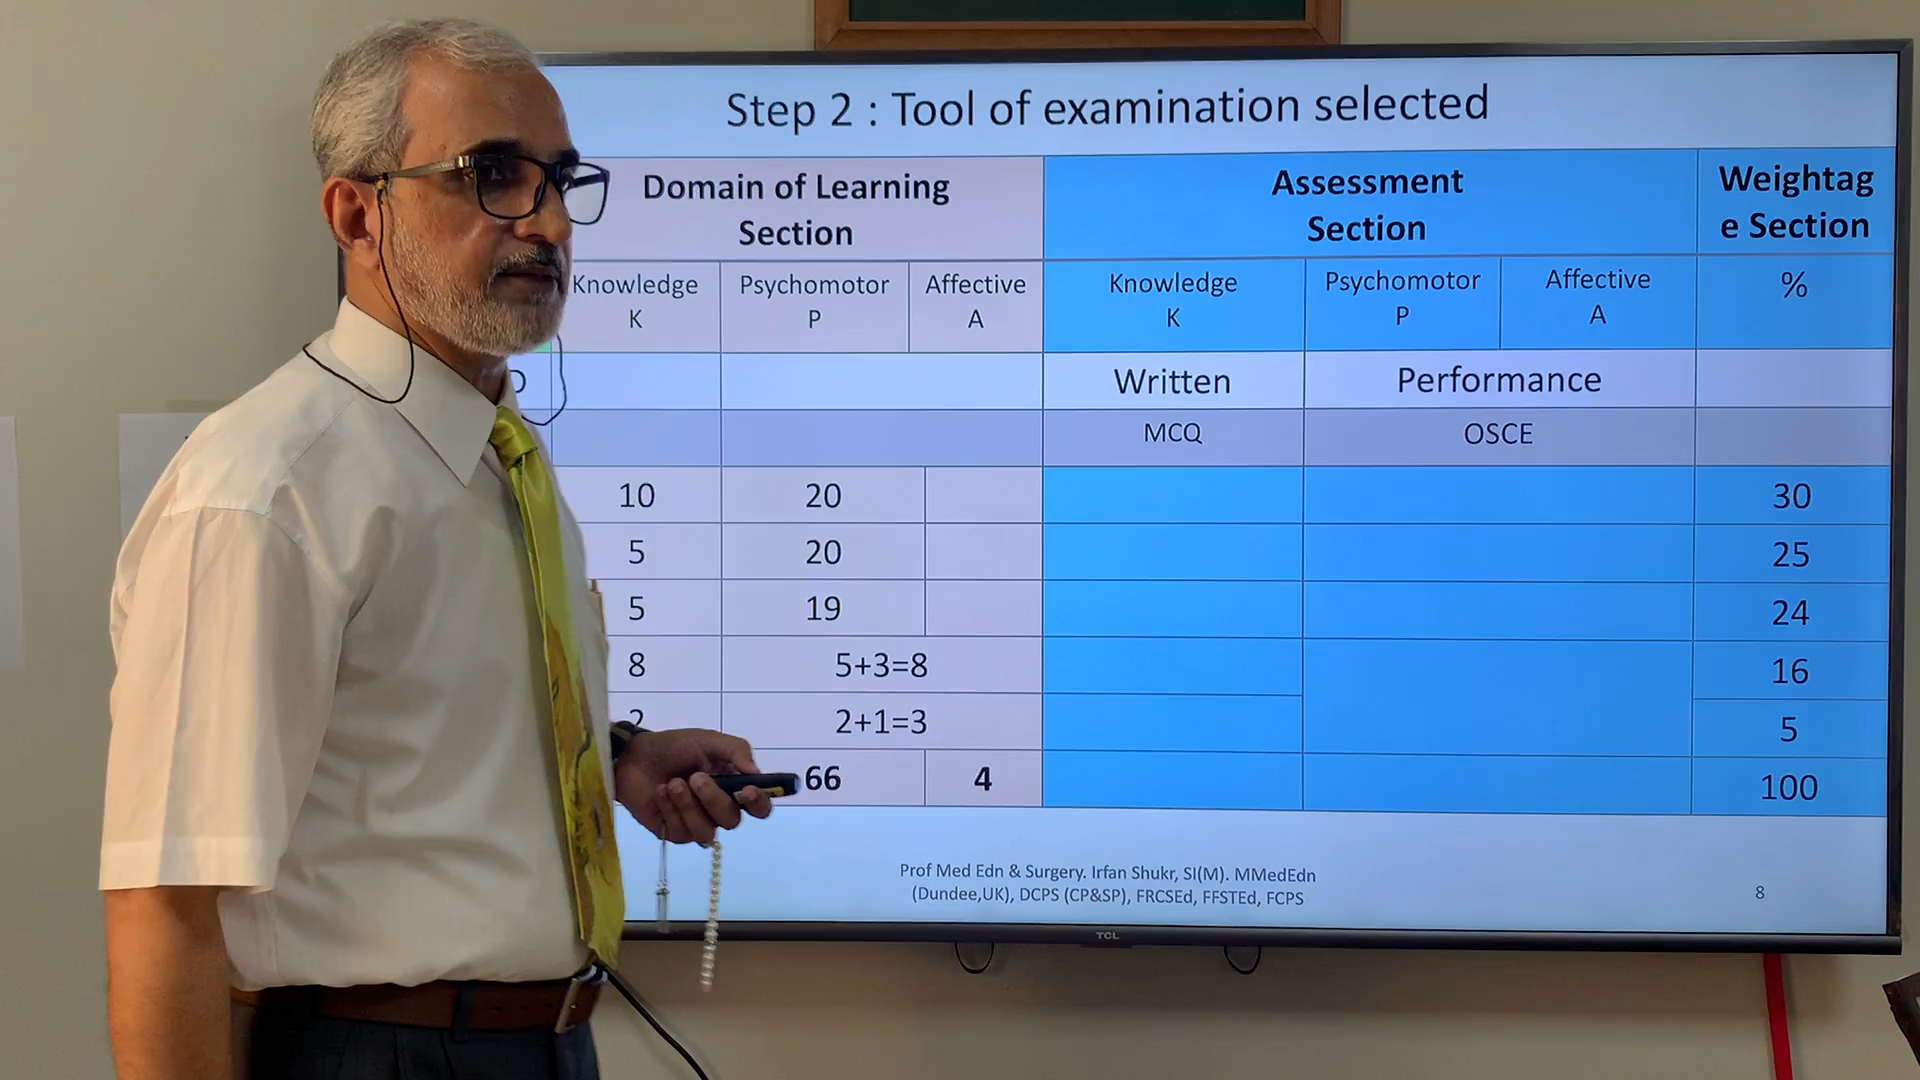 Step 2 : Tool of examination selected
Domain of Learning
Section
Assessment
Section
Weightag
e Section
Knowledge
K
Psychomotor
P
Affective
A
Knowledge
K
Psychomotor
P
Affective
A
%
Written
Performance
MCQ
OSCE
10 20 30
5 20 25
5 19 24
8 5+3=8 16
2 2+1=3 5
66 4 100
Prof Med Edn & Surgery. Irfan Shukr, SI(M). MMedEdn
(Dundee,UK), DCPS (CP&SP), FRCSEd, FFSTEd, FCPS
8
TCL